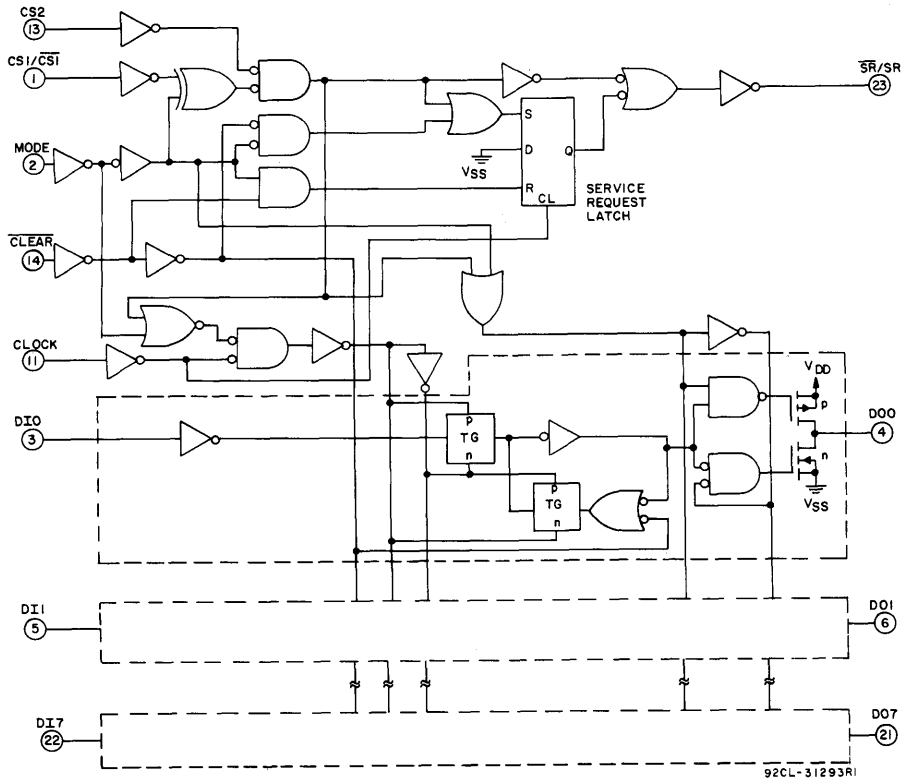 CS2
13
CS1/CS1
1
SR/SR
23
MODE
2
S
D
Q
R
CL
VSS
SERVICE
REQUEST
LATCH
CLEAR
14
CLOCK
11
VDD
p
DI0
3
p
TG
n
DO0
4
n
p
TG
n
VSS
DI1
5
DO1
6
DI7
22
DO7
21
92CL-31293R1